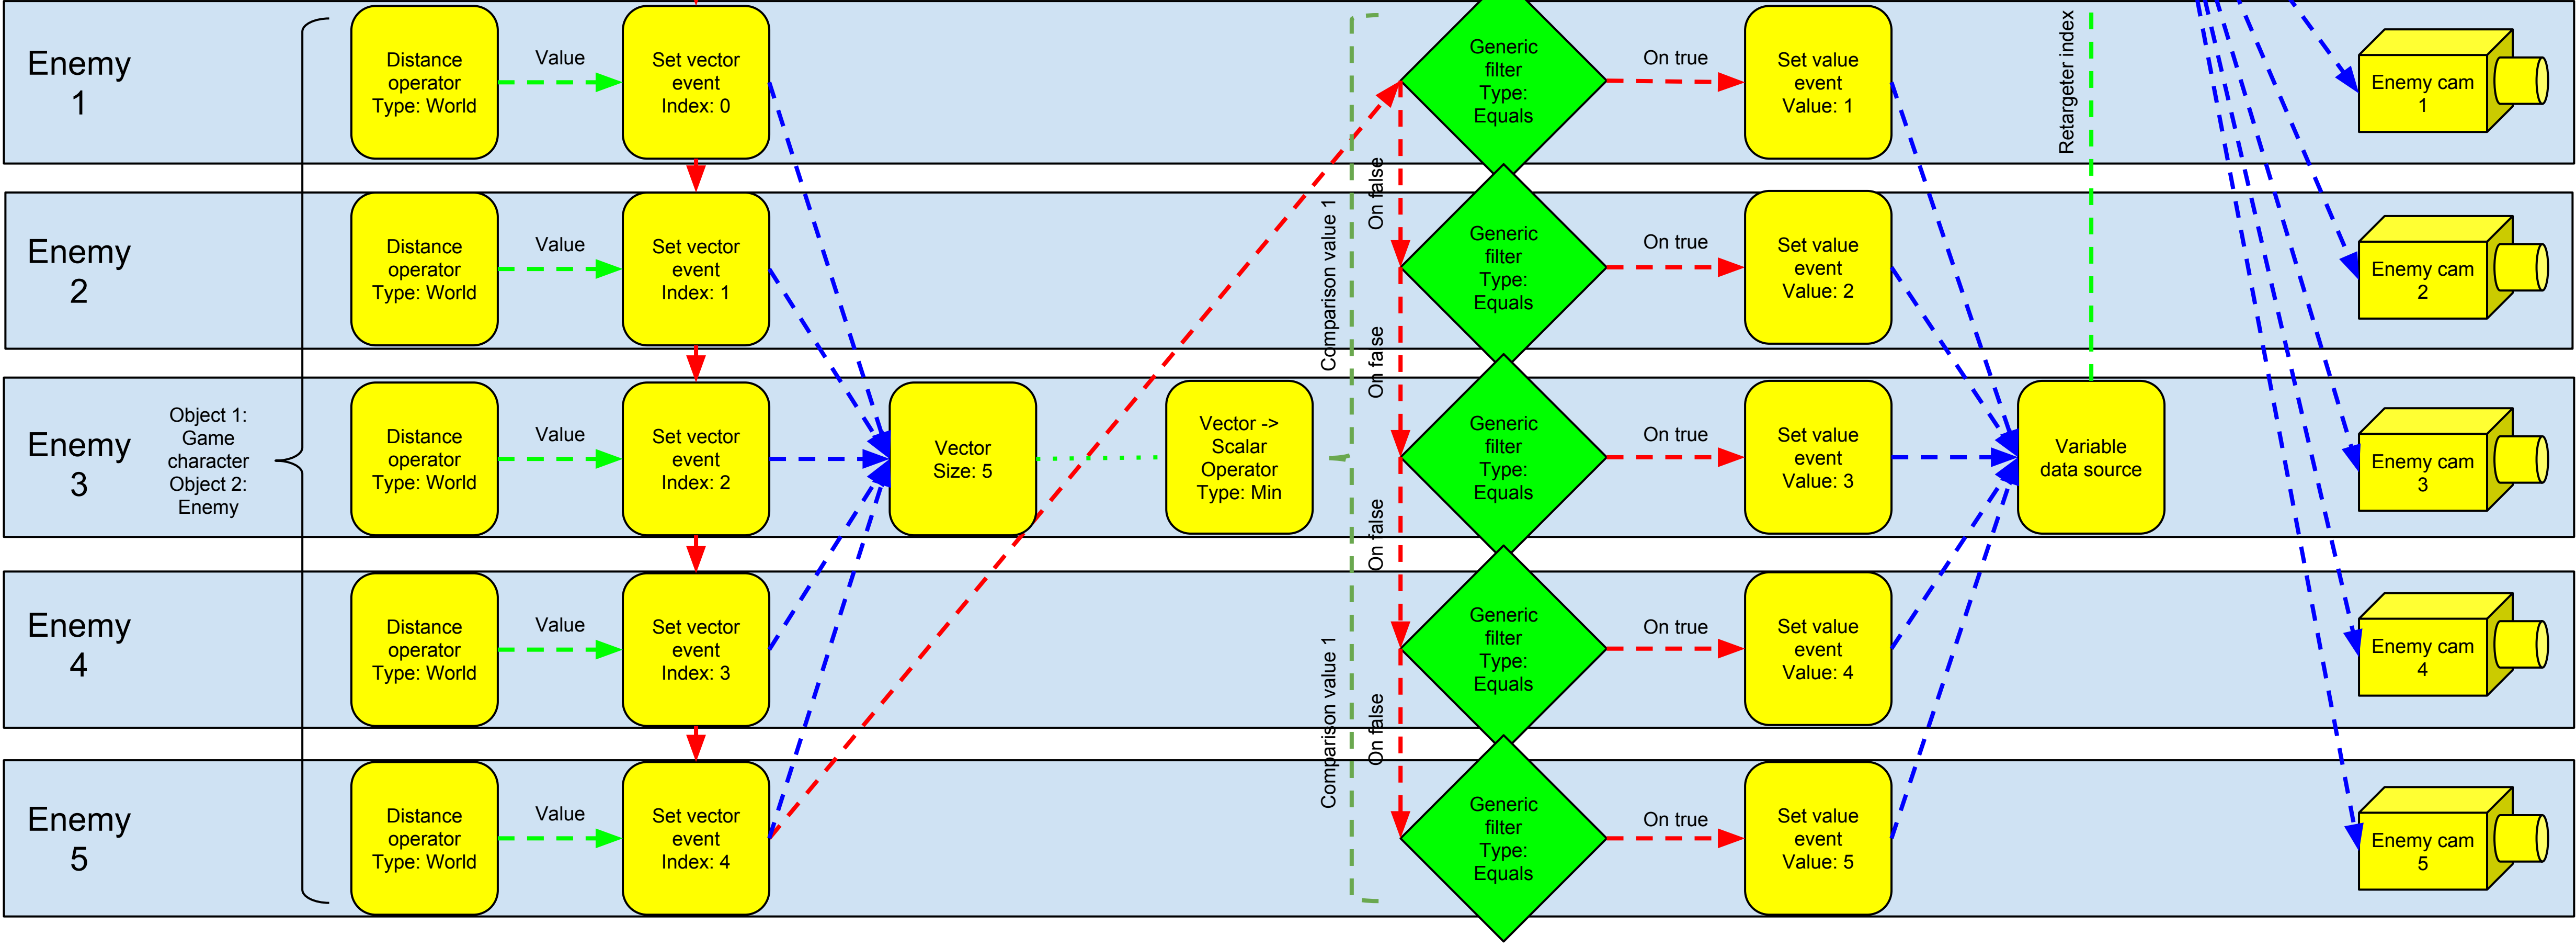 Enemy
1
Distance
operator
Type: World
Value
Set vector
event
Index: 0
Generic
filter
Type:
Equals
On true
Set value
event
Value: 1
Retargeter index
Enemy cam
1
On false
Enemy
2
Distance
operator
Type: World
Value
Set vector
event
Index: 1
Comparison value 1
Generic
filter
Type:
Equals
On true
Set value
event
Value: 2
Enemy cam
2
On false
Enemy
3
Object 1:
Game
character
Object 2:
Enemy
Distance
operator
Type: World
Value
Set vector
event
Index: 2
Vector
Size: 5
Vector ->
Scalar
Operator
Type: Min
Generic
filter
Type:
Equals
On true
Set value
event
Value: 3
Variable
data source
Enemy cam
3
On false
Enemy
4
Distance
operator
Type: World
Value
Set vector
event
Index: 3
Generic
filter
Type:
Equals
On true
Set value
event
Value: 4
Enemy cam
4
Comparison value 1
On false
Enemy
5
Distance
operator
Type: World
Value
Set vector
event
Index: 4
Generic
filter
Type:
Equals
On true
Set value
event
Value: 5
Enemy cam
5